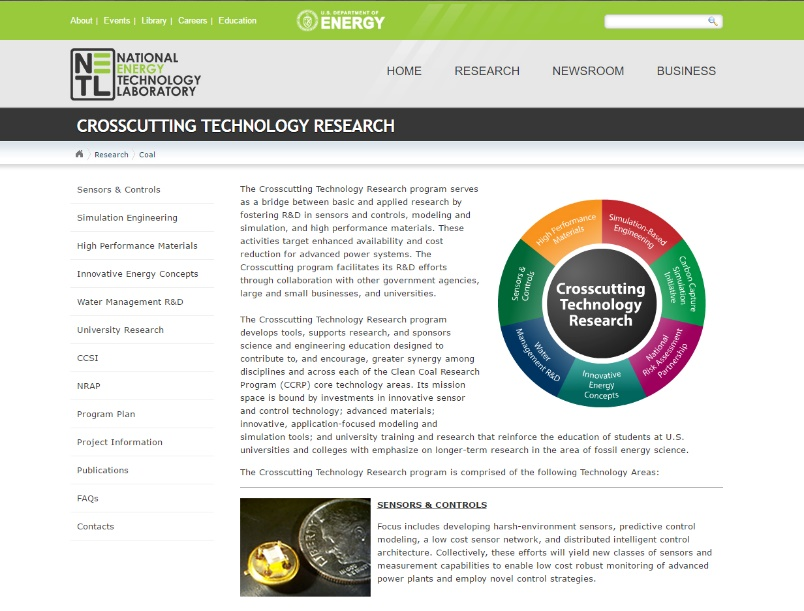 About | Events | Library | Careers | Education
U.S. DEPARTMENT OF
ENERGY
NETL
NATIONAL
ENERGY
TECHNOLOGY
LABORATORY
HOME RESEARCH NEWSROOM BUSINESS
CROSSCUTTING TECHNOLOGY RESEARCH
Research Coal
Sensors & Controls
Simulation Engineering
High Performance Materials
Innovative Energy Concepts
Water Management R&D
University Research
CCSI
NRAP
Program Plan
Project Information
Publications
FAQs
Contacts
The Crosscutting Technology Research program serves
as a bridge between basic and applied research by
fostering R&D in sensors and controls, modeling and
simulation, and high performance materials. These
activities target enhanced availability and cost
reduction for advanced power systems. The
Crosscutting program facilitates its R&D efforts
through collaboration with other government agencies,
large and small businesses, and universities.
The Crosscutting Technology Research program
develops tools, supports research, and sponsors
science and engineering education designed to
contribute to, and encourage, greater synergy among
disciplines and across each of the Clean Coal Research
Program (CCRP) core technology areas. Its mission
space is bound by investments in innovative sensor
and control technology; advanced materials;
innovative, application-focused modeling and
simulation tools; and university training and research that reinforce the education of students at U.S.
universities and colleges with emphasize on longer-term research in the area of fossil energy science.
High Performance
Materials
Simulation-Based
Engineering
Carbon Capture
Simulation
Initiative
National
Risk Assessment
Partnership
Innovative
Energy
Concepts
Water
Management R&D
Sensors &
Controls
Crosscutting
Technology
Research
The Crosscutting Technology Research program is comprised of the following Technology Areas:
LIBERTY
SENSORS & CONTROLS
Focus includes developing harsh-environment sensors, predictive control
modeling, a low cost sensor network, and distributed intelligent control
architecture. Collectively, these efforts will yield new classes of sensors and
measurement capabilities to enable low cost robust monitoring of advanced
power plants and employ novel control strategies.